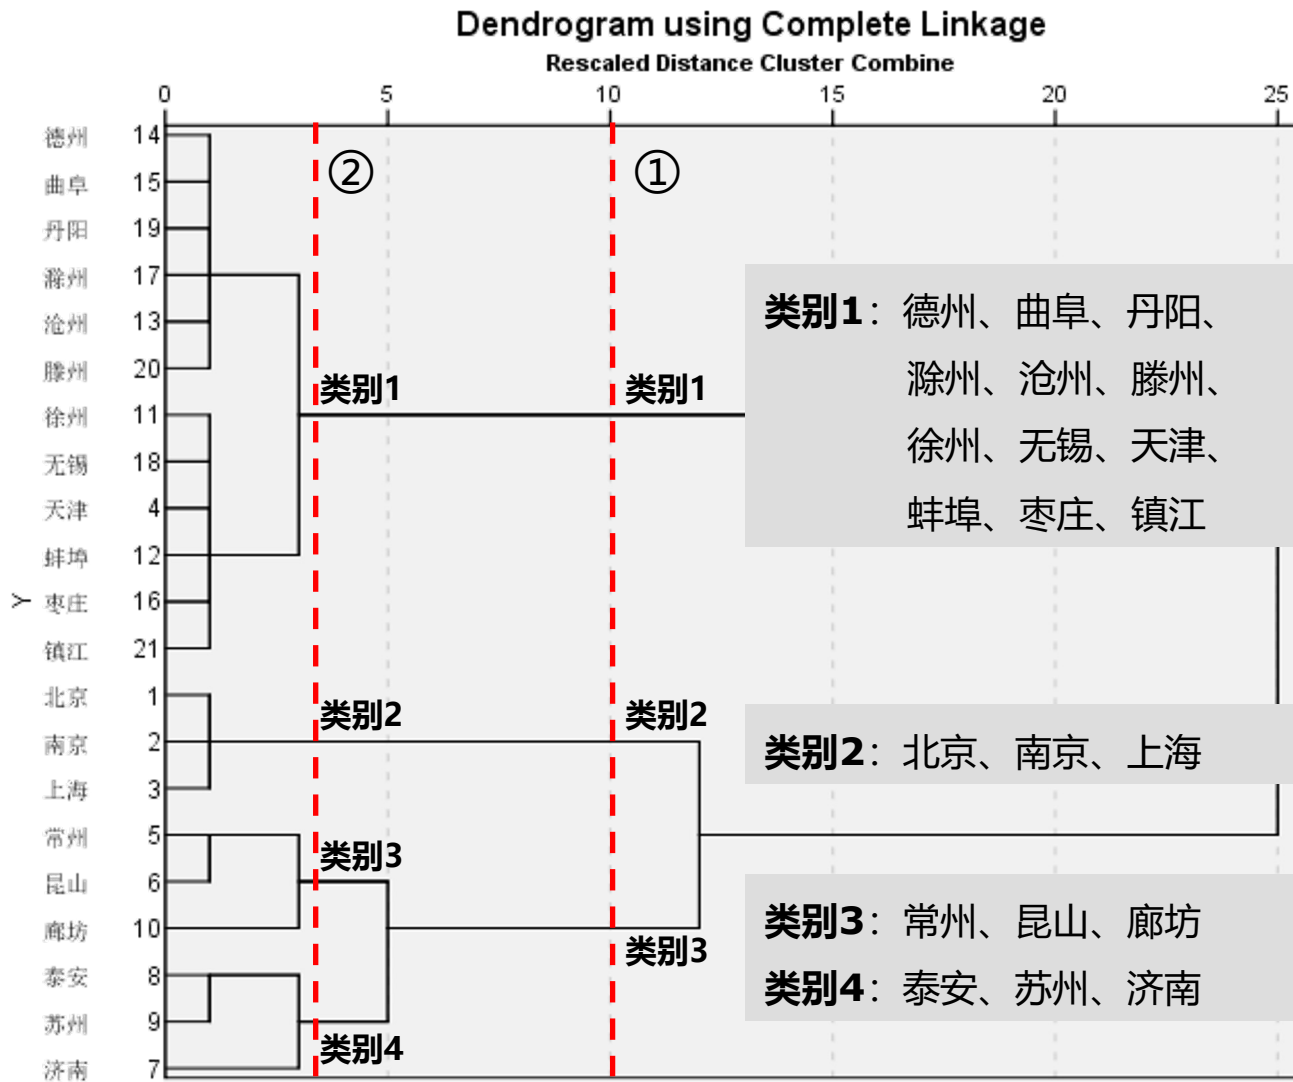 Dendrogram using Complete Linkage
Rescaled Distance Cluster Combine
0 5 10 15 20 25
② ①
德州 14
曲阜 15
丹阳 19
滁州 17
沧州 13
滕州 20
徐州 11
无锡 18
天津 4
蚌埠 12
Y
枣庄 16
镇江 21
北京 1
南京 2
上海 3
常州 5
昆山 6
廊坊 10
泰安 8
苏州 9
济南 7
类别1 类别1
类别2 类别2
类别3
类别3
类别4
类别1：德州、曲阜、丹阳、
滁州、沧州、滕州、
徐州、无锡、天津、
蚌埠、枣庄、镇江
类别2：北京、南京、上海
类别3：常州、昆山、廊坊
类别4：泰安、苏州、济南